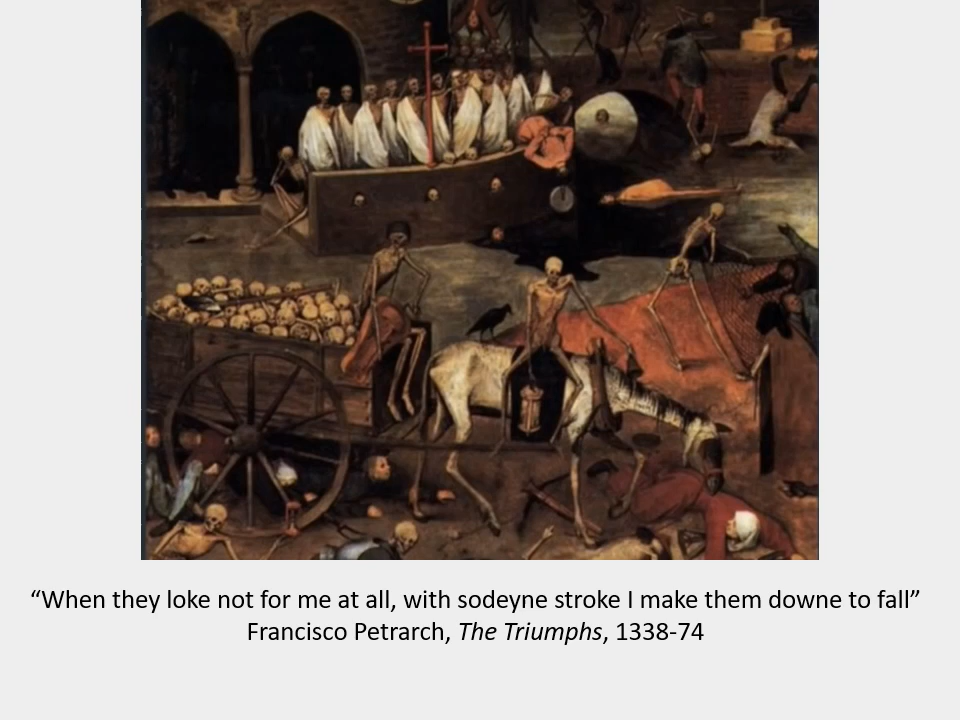 “When they loke not for me at all, with sodeyne stroke I make them downe to fall”
Francisco Petrarch, The Triumphs, 1338-74